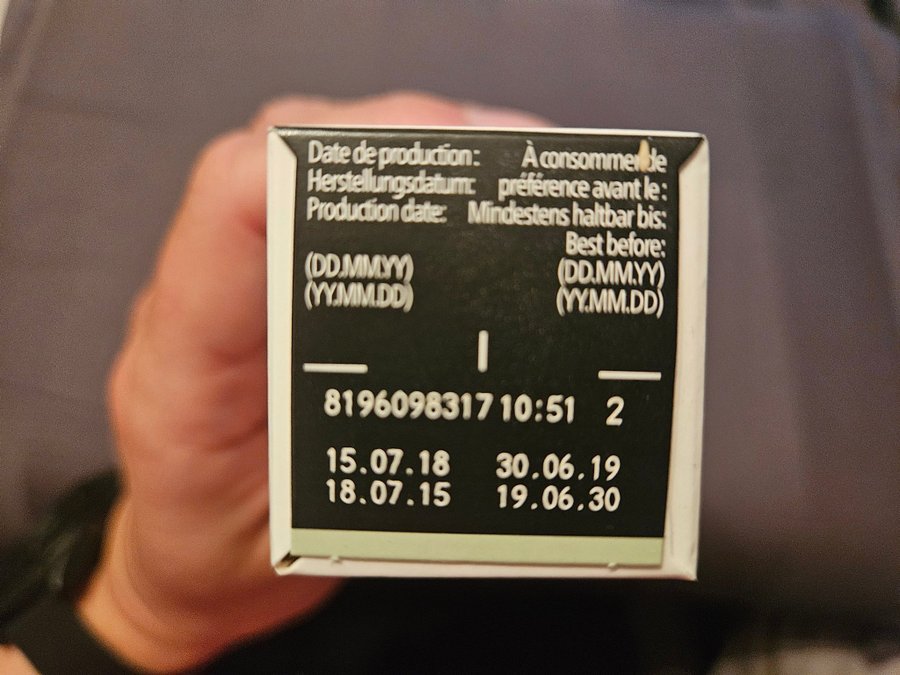 Date de production: À consommer de
Herstellungsdatum: préférence avant le:
Production date: Mindestens haltbar bis:
Best before:
(DD.MM.YY) (DD.MM.YY)
(YY.MM.DD) (YY.MM.DD)
8196098317 10:51 2
15.07.18 30.06.19
18.07.15 19.06.30